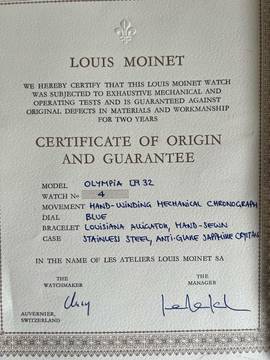 LOUIS MOINET
WE HEREBY CERTIFY THAT THIS LOUIS MOINET WATCH
WAS SUBJECTED TO EXHAUSTIVE MECHANICAL AND
OPERATING TESTS AND IS GUARANTEED AGAINST
ORIGINAL DEFECTS IN MATERIALS AND WORKMANSHIP
FOR TWO YEARS
CERTIFICATE OF ORIGIN
AND GUARANTEE
MODEL OLYMPIA 32
WATCH No 4
MOVEMENT HAND-WINDING MECHANICAL CHRONOGRAPH
DIAL BLUE
BRACELET LOUISIANA ALLIGATOR, HAND-SEWN
CASE STAINLESS STEEL, ANTI-GLARE SAPPHIRE CRYSTAL
IN THE NAME OF LES ATELIERS LOUIS MOINET SA
THE WATCHMAKER
THE MANAGER
AUVERNIER,
SWITZERLAND